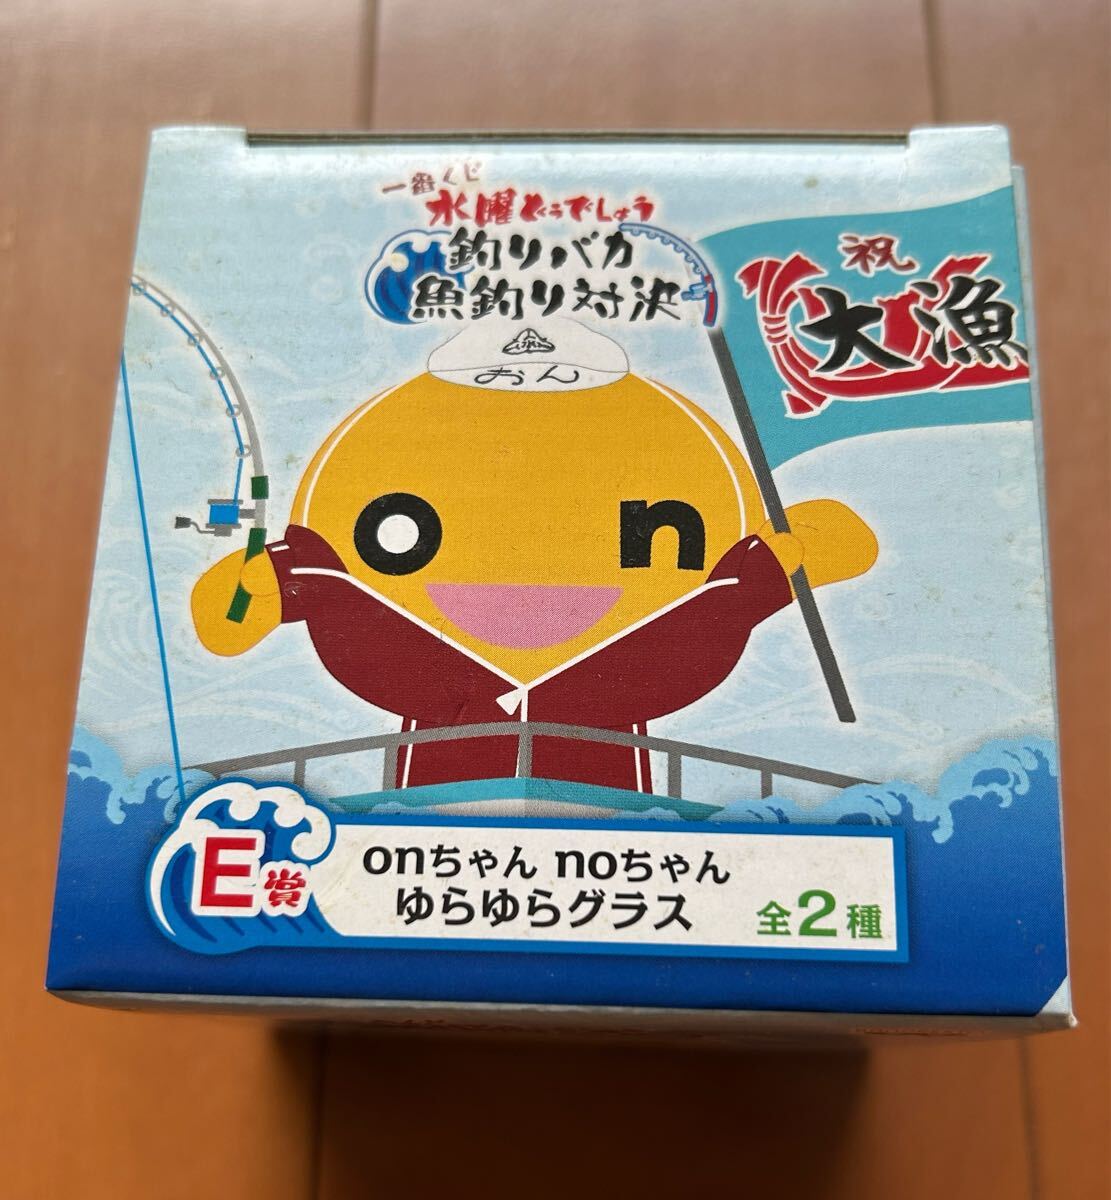 一番くじ
水曜どうでしょう
釣りバカ
魚釣り対決
祝
大漁
おん
on
E賞
onちゃん noちゃん
ゆらゆらグラス
全2種